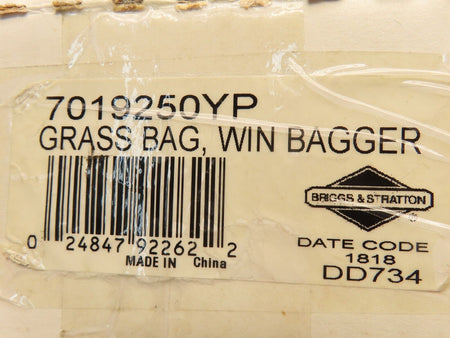 7019250YP
GRASS BAG, WIN BAGGER
BRIGGS & STRATTON
®
0 24847 92262 2
MADE IN China
DATE CODE
1818
DD734